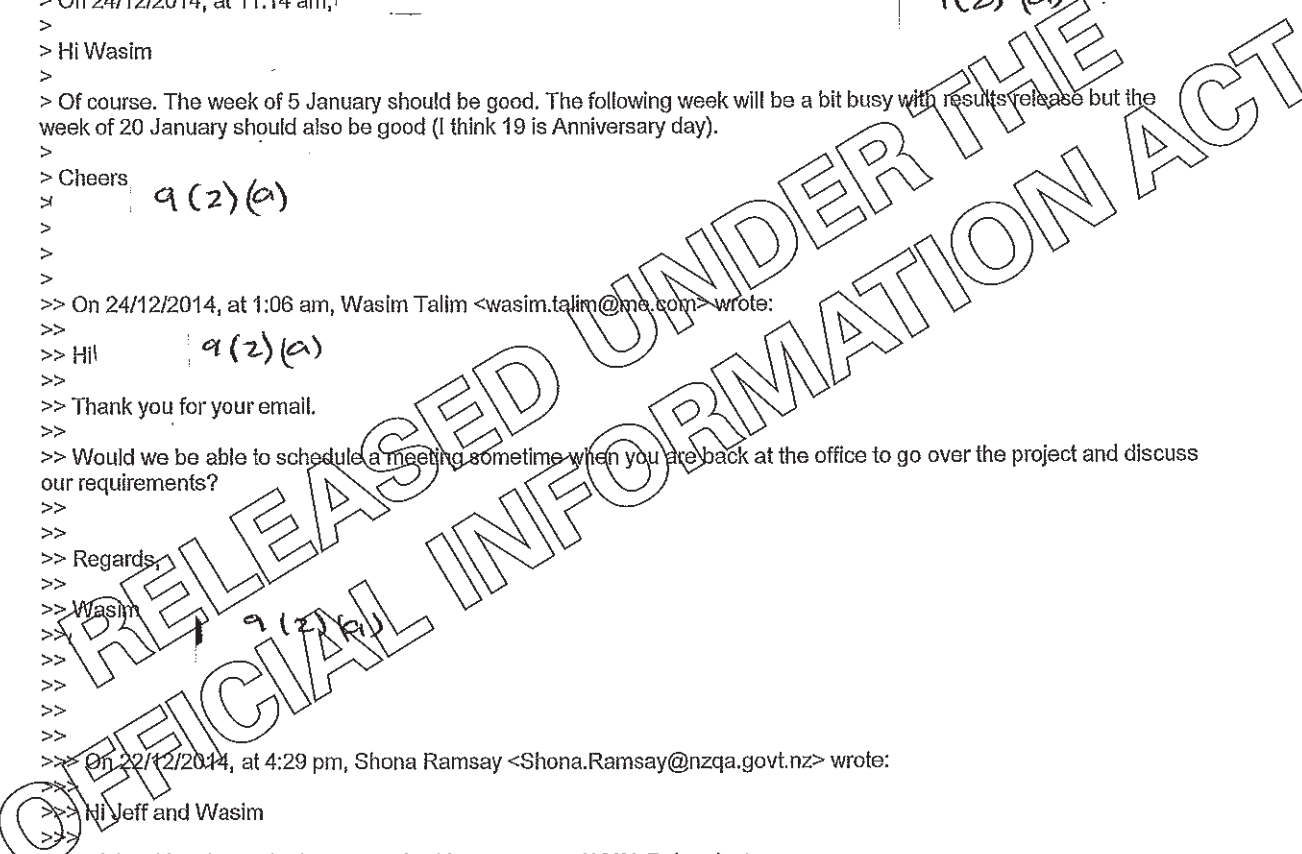 > On 24/12/2014, at 11:14 am,
9(2)(a)
>
> Hi Wasim
>
> Of course. The week of 5 January should be good. The following week will be a bit busy with results release but the
week of 20 January should also be good (I think 19 is Anniversary day).
>
> Cheers
9(2)(a)
>
>
>
>
>> On 24/12/2014, at 1:06 am, Wasim Talim <wasim.talim@me.com> wrote:
>>
>> Hi
9(2)(a)
>>
>> Thank you for your email.
>>
>> Would we be able to schedule a meeting sometime when you are back at the office to go over the project and discuss
our requirements?
>>
>>
>> Regards,
>>
>> Wasim
9(2)(a)
>>
>>
>>
>>
>>
>>> On 22/12/2014, at 4:29 pm, Shona Ramsay <Shona.Ramsay@nzqa.govt.nz> wrote:
>>>
>>> Hi Jeff and Wasim
>>>
RELEASED UNDER THE
OFFICIAL INFORMATION ACT